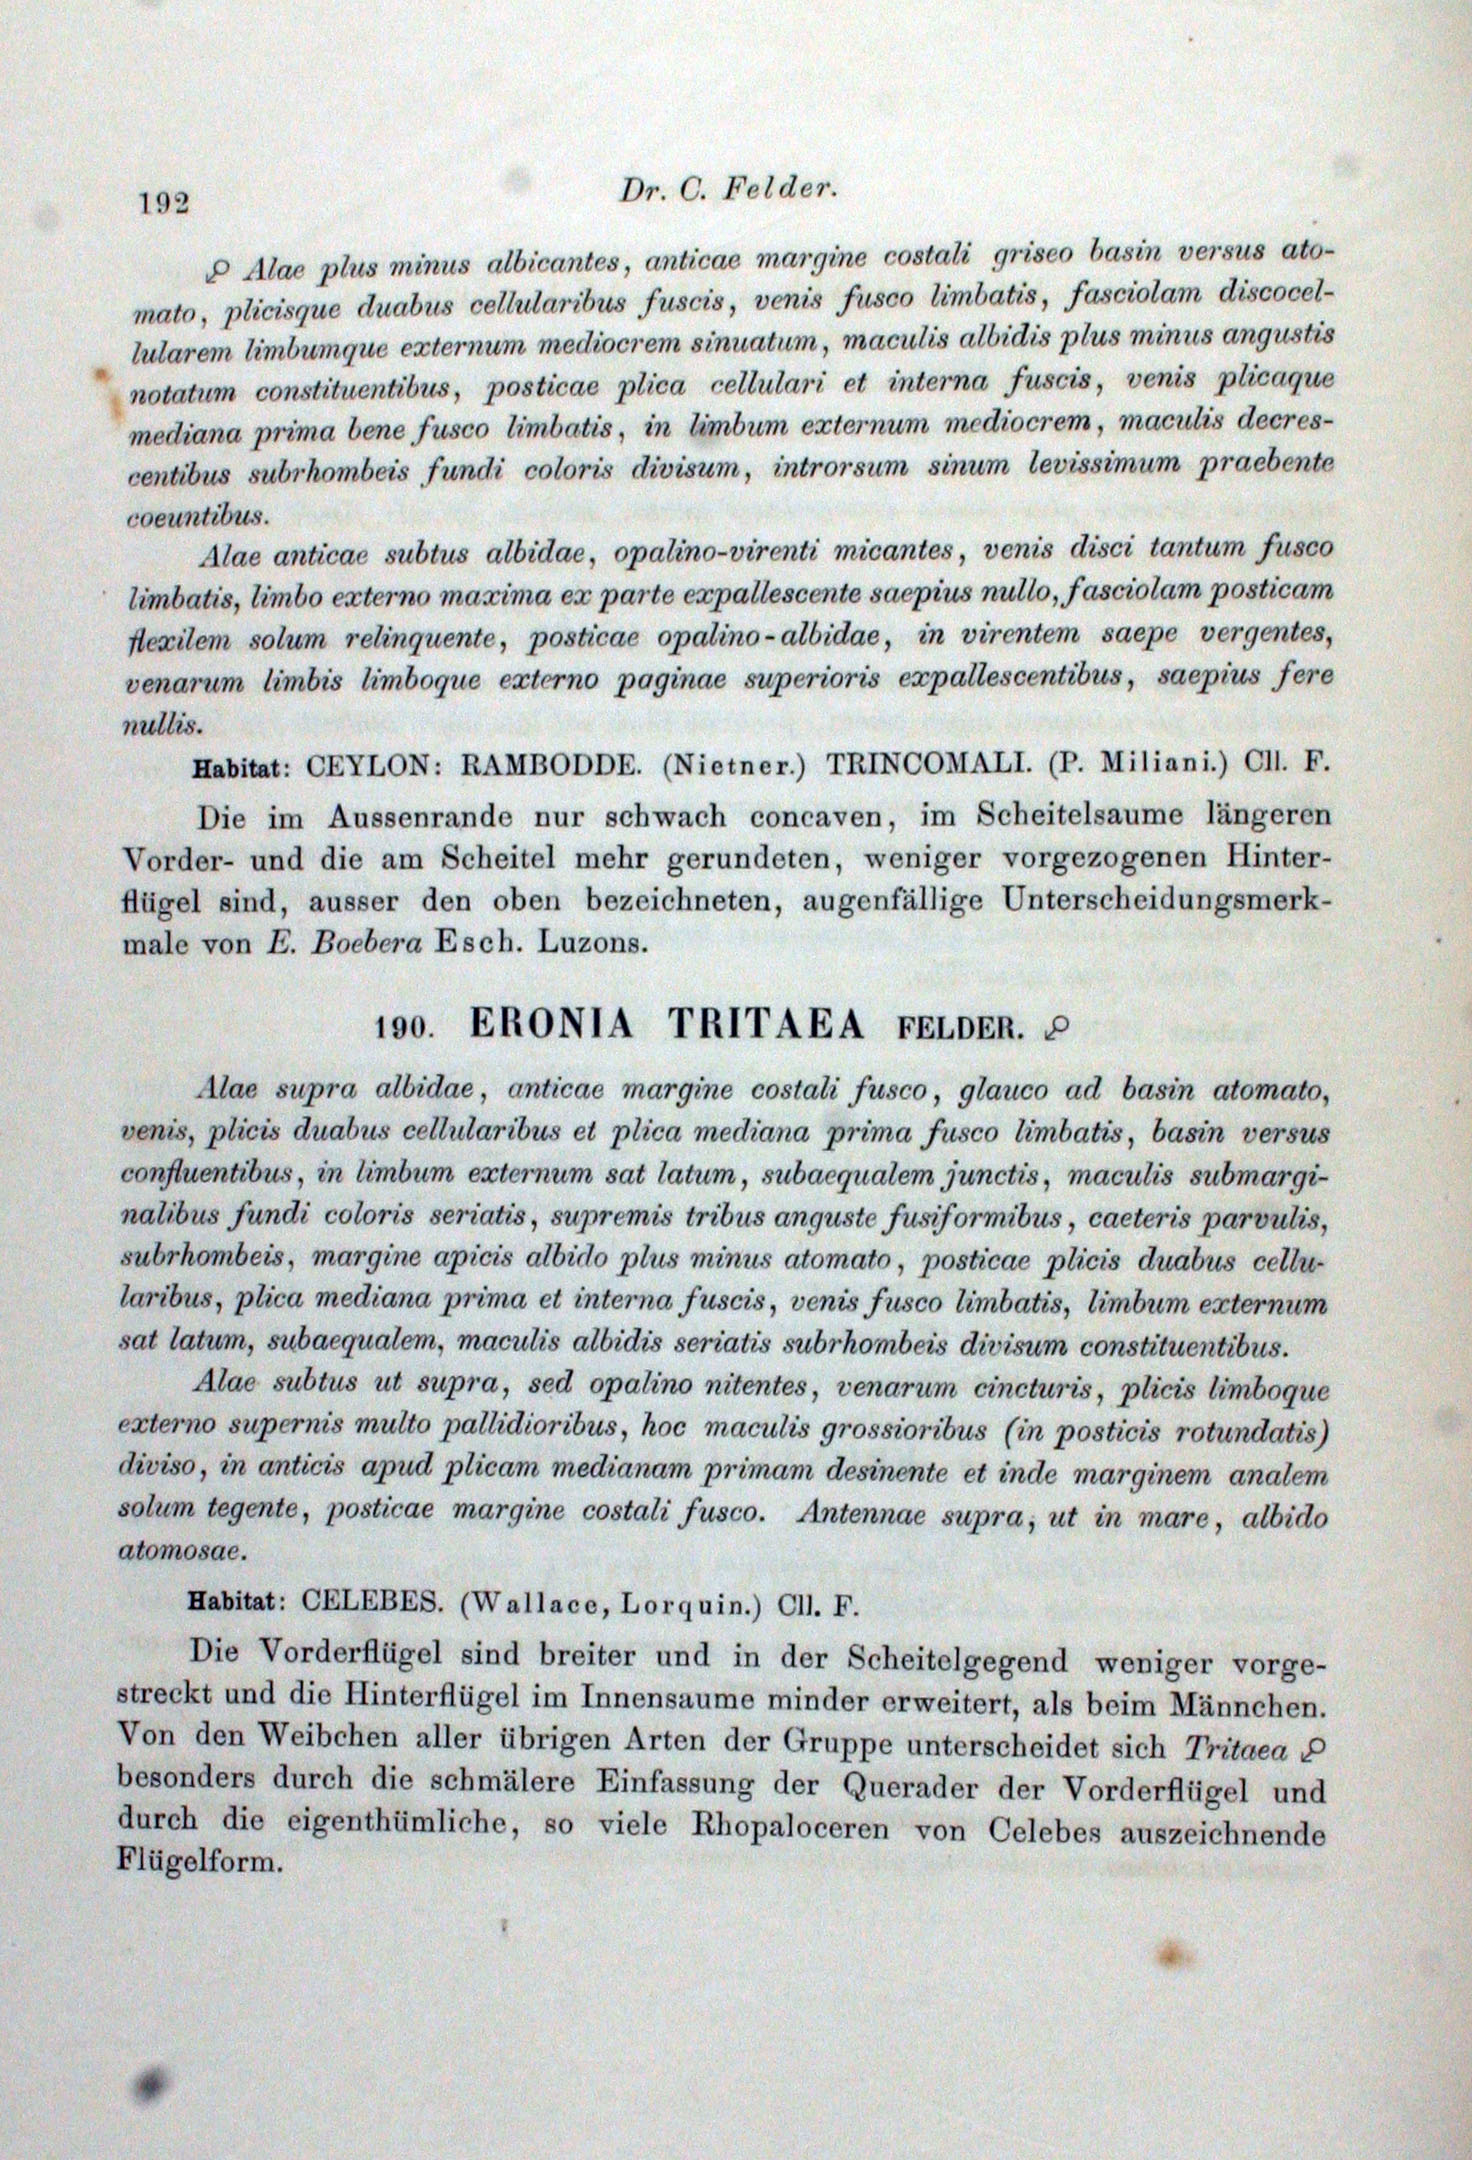 192
Dr. C. Felder.
♀ Alae plus minus albicantes, anticae margine costali griseo basin versus ato-
mato, plicisque duabus cellularibus fuscis, venis fusco limbatis, fasciolam discocel-
lularem limbumque externum mediocrem sinuatum, maculis albidis plus minus angustis
notatum constituentibus, posticae plica cellulari et interna fuscis, venis plicaque
mediana prima bene fusco limbatis, in limbum externum mediocrem, maculis decres-
centibus subrhombeis fundi coloris divisum, introrsum sinum levissimum praebente
coeuntibus.
Alae anticae subtus albidae, opalino-virenti micantes, venis disci tantum fusco
limbatis, limbo externo maxima ex parte expallescente saepius nullo, fasciolam posticam
flexilem solum relinquente, posticae opalino-albidae, in virentem saepe vergentes,
venarum limbis limboque externo paginae superioris expallescentibus, saepius fere
nullis.
Habitat: CEYLON: RAMBODDE. (Nietner.) TRINCOMALI. (P. Miliani.) Cll. F.
Die im Aussenrande nur schwach concaven, im Scheitelsaume längeren
Vorder- und die am Scheitel mehr gerundeten, weniger vorgezogenen Hinter-
flügel sind, ausser den oben bezeichneten, augenfällige Unterscheidungsmerk-
male von E. Boebera Esch. Luzons.
190. ERONIA TRITAEA FELDER. ♀
Alae supra albidae, anticae margine costali fusco, glauco ad basin atomato,
venis, plicis duabus cellularibus et plica mediana prima fusco limbatis, basin versus
confluentibus, in limbum externum sat latum, subaequalem junctis, maculis submargi-
nalibus fundi coloris seriatis, supremis tribus anguste fusiformibus, caeteris parvulis,
subrhombeis, margine apicis albido plus minus atomato, posticae plicis duabus cellu-
laribus, plica mediana prima et interna fuscis, venis fusco limbatis, limbum externum
sat latum, subaequalem, maculis albidis seriatis subrhombeis divisum constituentibus.
Alae subtus ut supra, sed opalino nitentes, venarum cincturis, plicis limboque
externo supernis multo pallidioribus, hoc maculis grossioribus (in posticis rotundatis)
diviso, in anticis apud plicam medianam primam desinente et inde marginem analem
solum tegente, posticae margine costali fusco. Antennae supra, ut in mare, albido
atomosae.
Habitat: CELEBES. (Wallace, Lorquin.) Cll. F.
Die Vorderflügel sind breiter und in der Scheitelgegend weniger vorge-
streckt und die Hinterflügel im Innensaume minder erweitert, als beim Männchen.
Von den Weibchen aller übrigen Arten der Gruppe unterscheidet sich Tritaea ♀
besonders durch die schmälere Einfassung der Querader der Vorderflügel und
durch die eigenthümliche, so viele Rhopaloceren von Celebes auszeichnende
Flügelform.